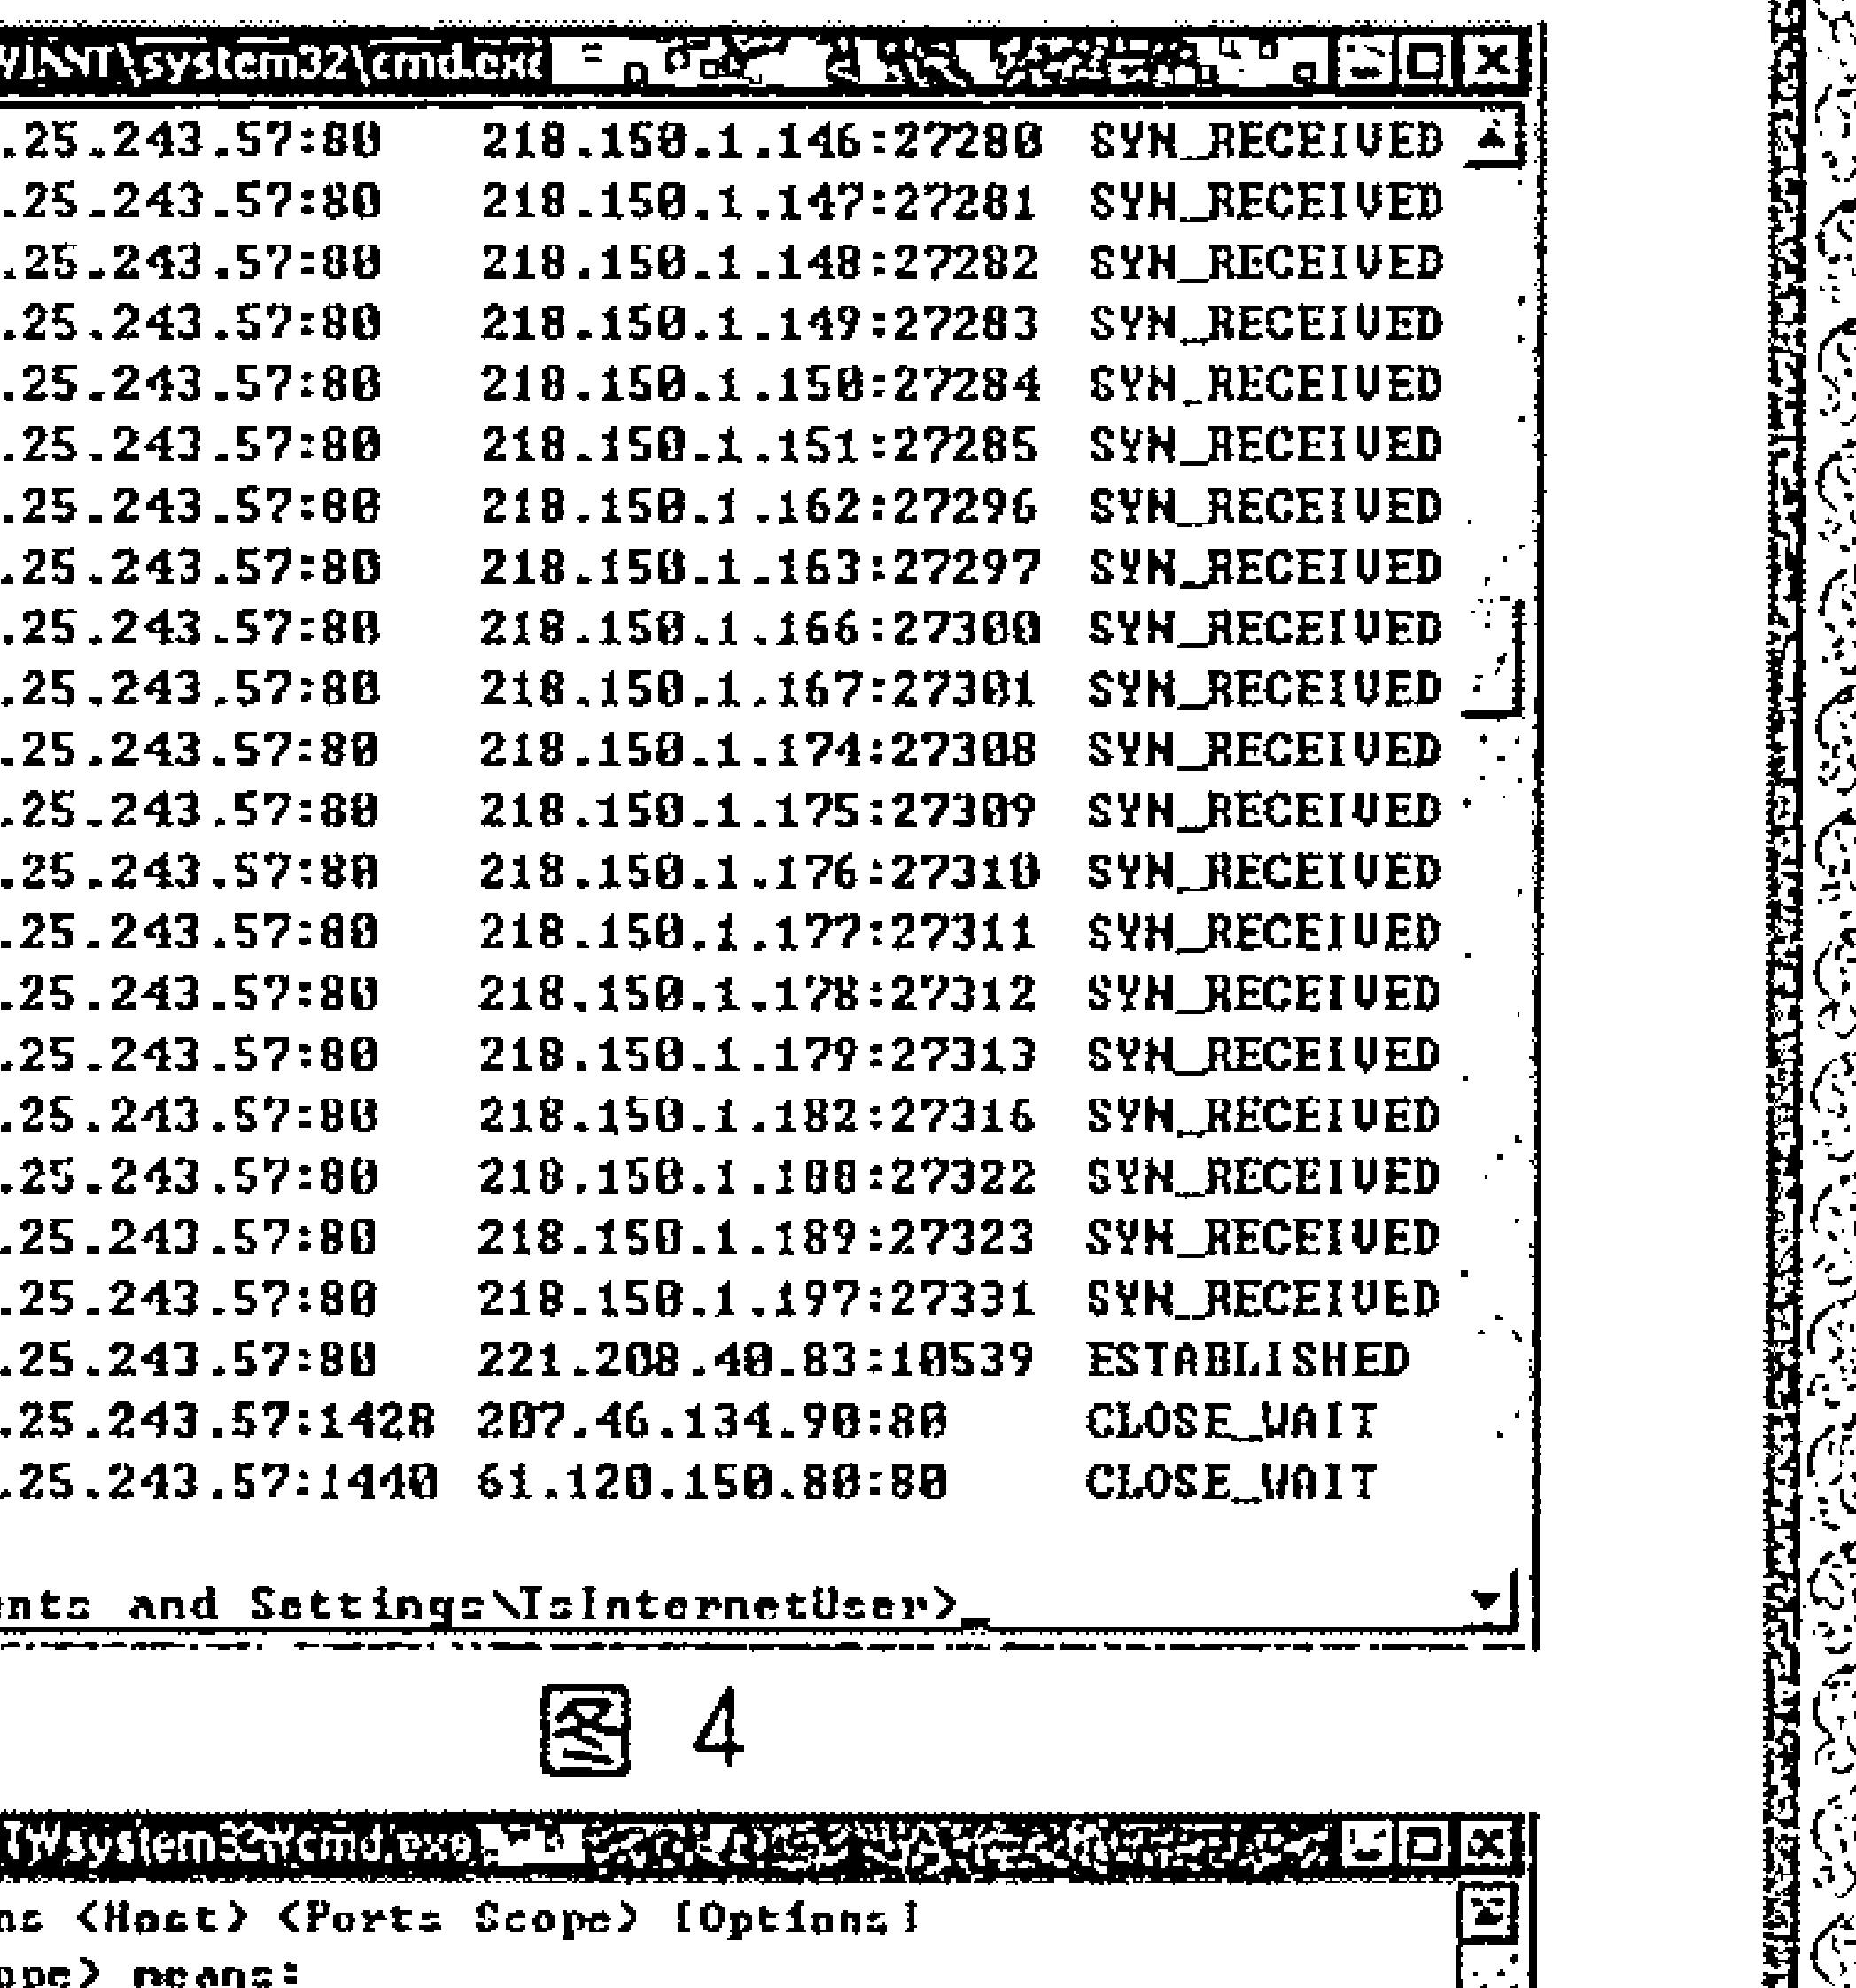 WINNT\system32\cmd.exe
.25.243.57:80 218.150.1.146:27280 SYN_RECEIVED
.25.243.57:80 218.150.1.147:27281 SYN_RECEIVED
.25.243.57:80 218.150.1.148:27282 SYN_RECEIVED
.25.243.57:80 218.150.1.149:27283 SYN_RECEIVED
.25.243.57:80 218.150.1.150:27284 SYN_RECEIVED
.25.243.57:80 218.150.1.151:27285 SYN_RECEIVED
.25.243.57:80 218.150.1.162:27296 SYN_RECEIVED
.25.243.57:80 218.150.1.163:27297 SYN_RECEIVED
.25.243.57:80 218.150.1.166:27300 SYN_RECEIVED
.25.243.57:80 218.150.1.167:27301 SYN_RECEIVED
.25.243.57:80 218.150.1.174:27308 SYN_RECEIVED
.25.243.57:80 218.150.1.175:27309 SYN_RECEIVED
.25.243.57:80 218.150.1.176:27310 SYN_RECEIVED
.25.243.57:80 218.150.1.177:27311 SYN_RECEIVED
.25.243.57:80 218.150.1.178:27312 SYN_RECEIVED
.25.243.57:80 218.150.1.179:27313 SYN_RECEIVED
.25.243.57:80 218.150.1.182:27316 SYN_RECEIVED
.25.243.57:80 218.150.1.188:27322 SYN_RECEIVED
.25.243.57:80 218.150.1.189:27323 SYN_RECEIVED
.25.243.57:80 218.150.1.197:27331 SYN_RECEIVED
.25.243.57:80 221.208.40.83:10539 ESTABLISHED
.25.243.57:1428 207.46.134.90:80 CLOSE_WAIT
.25.243.57:1440 61.120.150.80:80 CLOSE_WAIT
ents and Settings\TsInternetUser>_
图 4
T\system32\cmd.exe
ns <Host> <Ports Scope> [Options]
ope> means: